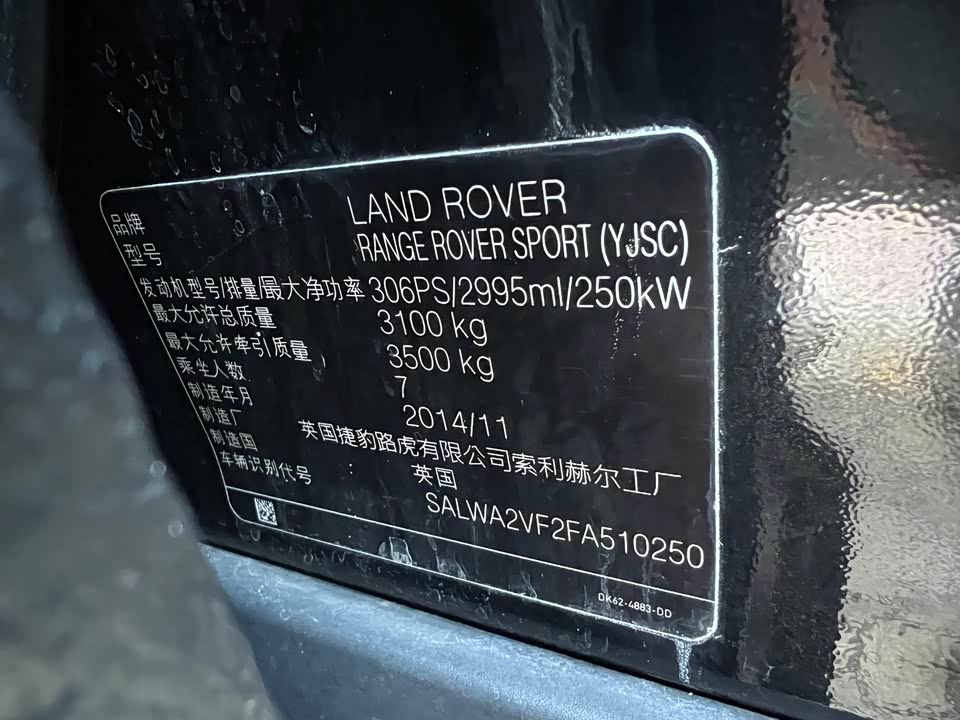 品牌 LAND ROVER
型号 RANGE ROVER SPORT (YJSC)
发动机型号/排量/最大净功率 306PS/2995ml/250kW
最大允许总质量 3100 kg
最大允许牵引质量 3500 kg
乘坐人数 7
制造年月 2014/11
制造厂 英国捷豹路虎有限公司索利赫尔工厂
制造国 英国
车辆识别代号 : SALWA2VF2FA510250
DK62-4883-DD